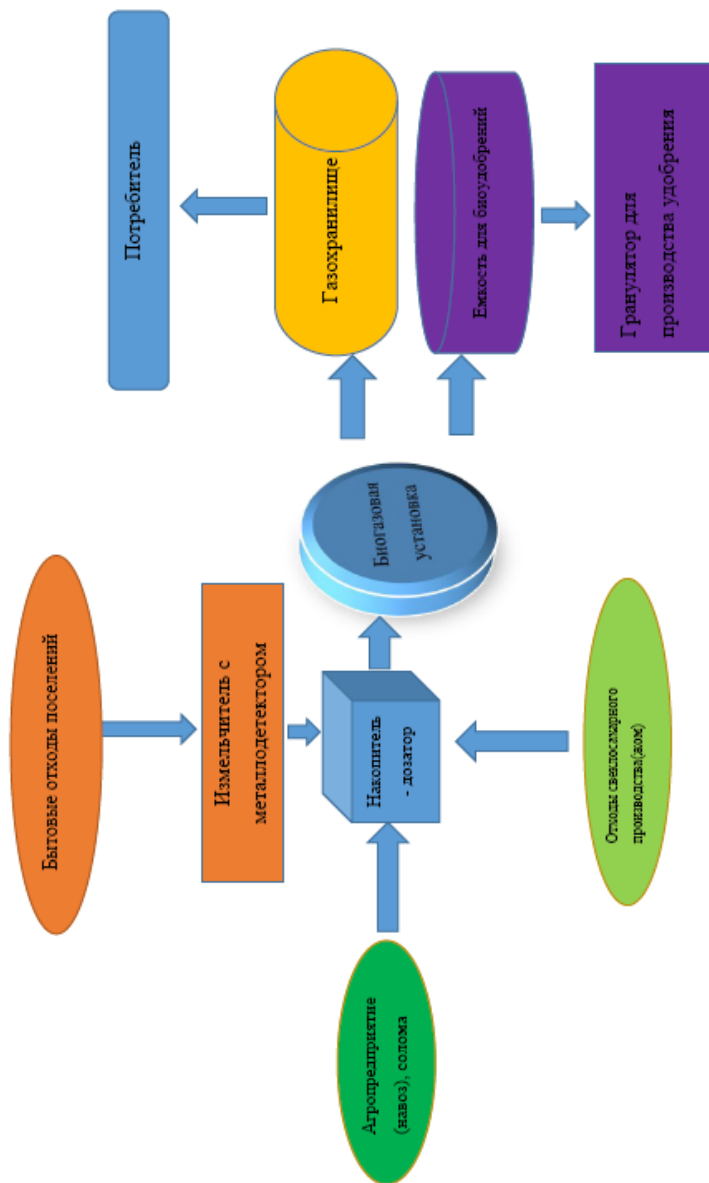 Бытовые отходы поселений
Измельчитель с
металлодетектором
Агропредприятие
(навоз), солома
Накопитель
- дозатор
Отходы свеклосахарного
производства(жом)
Биогазовая
установка
Потребитель
Газохранилище
Емкость для биоудобрений
Гранулятор для
производства удобрения